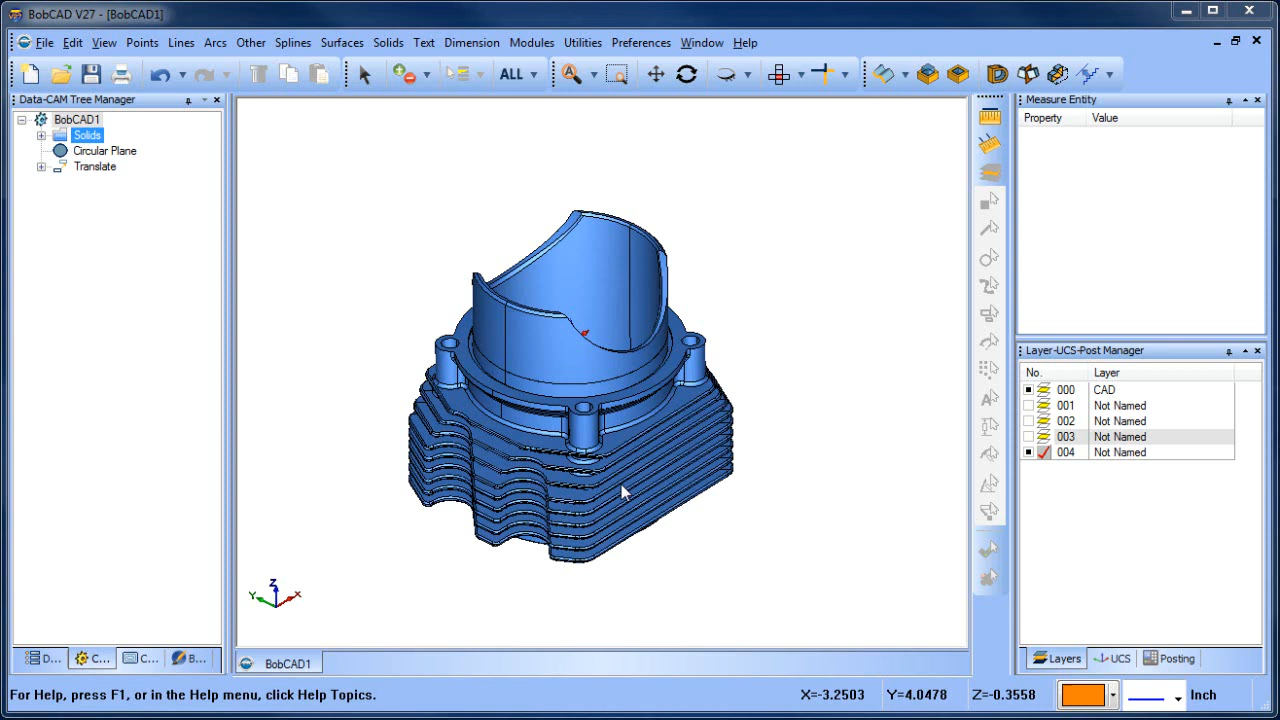 BobCAD V27 - [BobCAD1]
File Edit View Points Lines Arcs Other Splines Surfaces Solids Text Dimension Modules Utilities Preferences Window Help
ALL
Data-CAM Tree Manager
BobCAD1
Solids
Circular Plane
Translate
Measure Entity
Property Value
Layer-UCS-Post Manager
No. Layer
000 CAD
001 Not Named
002 Not Named
003 Not Named
004 Not Named
Z
Y X
D... C... C... B...
BobCAD1
Layers UCS Posting
For Help, press F1, or in the Help menu, click Help Topics.
X=-3.2503 Y=4.0478 Z=-0.3558 Inch